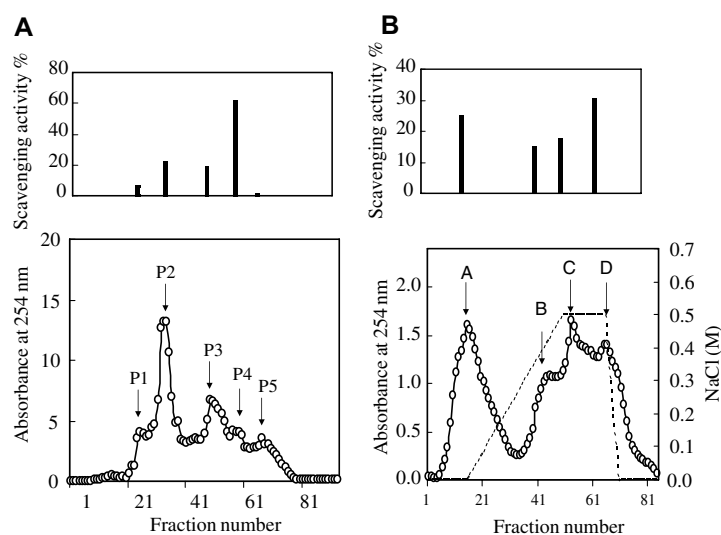 A
Scavenging activity %
80
60
40
20
0
Absorbance at 254 nm
20
15
10
5
0
P1
P2
P3
P4
P5
1 21 41 61 81
Fraction number
B
Scavenging activity %
40
30
20
10
0
Absorbance at 254 nm
2.0
1.5
1.0
0.5
0.0
A
B
C
D
0.7
0.6
0.5
0.4
0.3
0.2
0.1
0.0
NaCl (M)
1 21 41 61 81
Fraction number